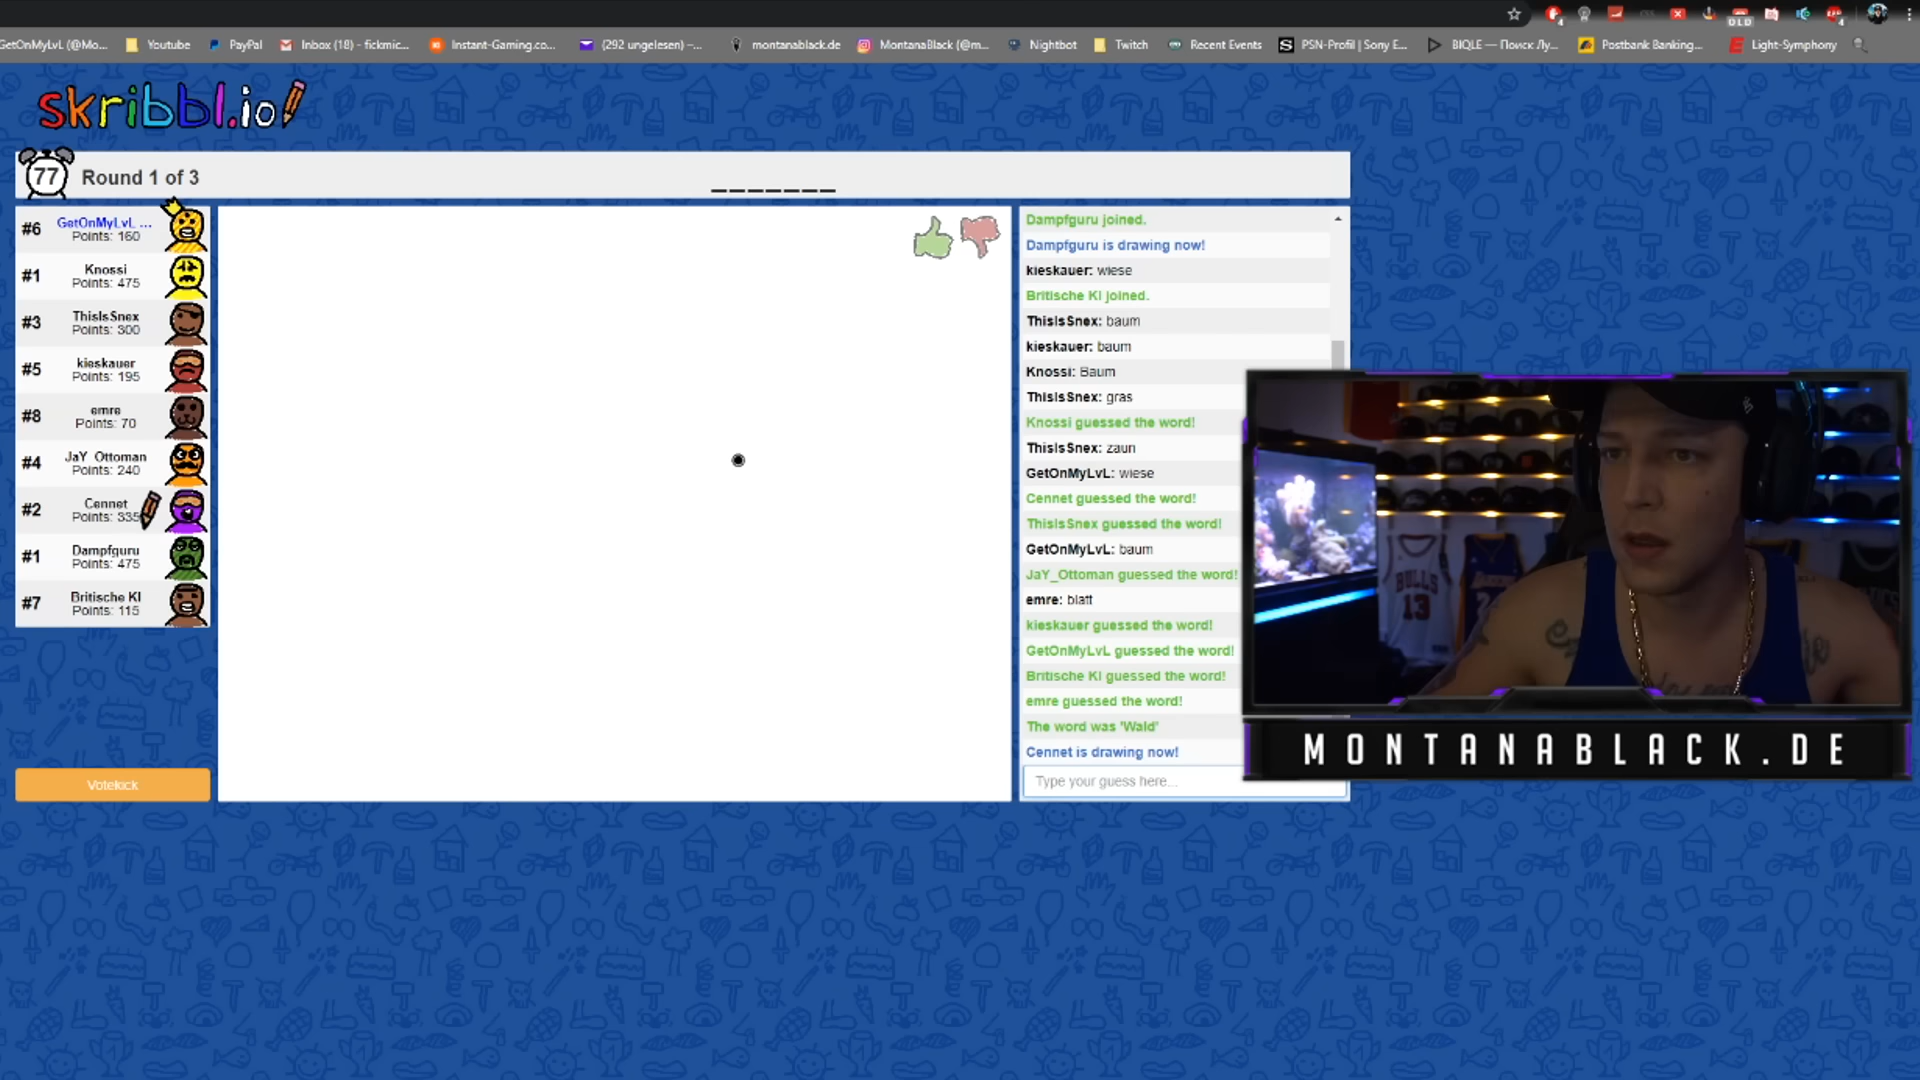 GetOnMyLvL (@Mo...
Youtube
PayPal
Inbox (18) - fickmic...
Instant-Gaming.co...
(292 ungelesen) –...
montanablack.de
MontanaBlack (@m...
Nightbot
Twitch
Recent Events
PSN-Profil | Sony E...
BIQLE — Поиск Лу...
Postbank Banking...
Light-Symphony
OLD
skribbl.io
77
Round 1 of 3
_______
#6
GetOnMyLvL ...
Points: 160
#1
Knossi
Points: 475
#3
ThisIsSnex
Points: 300
#5
kieskauer
Points: 195
#8
emre
Points: 70
#4
JaY_Ottoman
Points: 240
#2
Cennet
Points: 335
#1
Dampfguru
Points: 475
#7
Britische KI
Points: 115
Votekick
Dampfguru joined.
Dampfguru is drawing now!
kieskauer: wiese
Britische KI joined.
ThisIsSnex: baum
kieskauer: baum
Knossi: Baum
ThisIsSnex: gras
Knossi guessed the word!
ThisIsSnex: zaun
GetOnMyLvL: wiese
Cennet guessed the word!
ThisIsSnex guessed the word!
GetOnMyLvL: baum
JaY_Ottoman guessed the word!
emre: blatt
kieskauer guessed the word!
GetOnMyLvL guessed the word!
Britische KI guessed the word!
emre guessed the word!
The word was 'Wald'
Cennet is drawing now!
Type your guess here...
BULLS
13
MONTANABLACK.DE